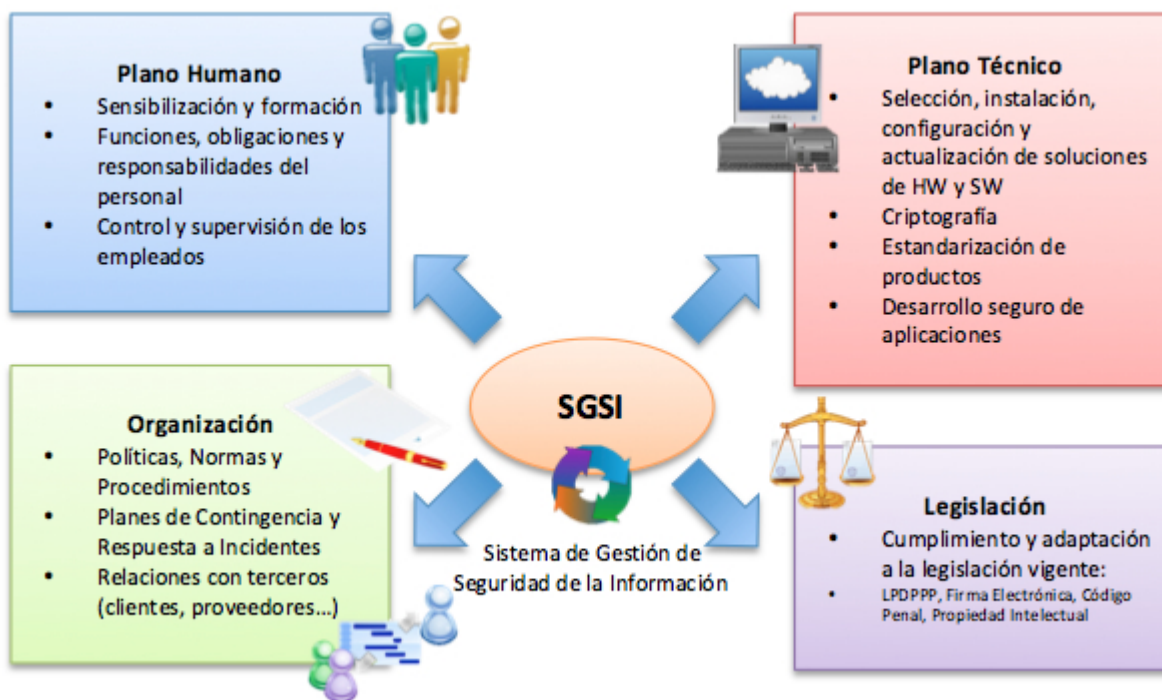 Plano Humano
• Sensibilización y formación
• Funciones, obligaciones y
responsabilidades del
personal
• Control y supervisión de los
empleados
Plano Técnico
• Selección, instalación,
configuración y
actualización de soluciones
de HW y SW
• Criptografía
• Estandarización de
productos
• Desarrollo seguro de
aplicaciones
SGSI
Sistema de Gestión de
Seguridad de la Información
Organización
• Políticas, Normas y
Procedimientos
• Planes de Contingencia y
Respuesta a Incidentes
• Relaciones con terceros
(clientes, proveedores...)
Legislación
• Cumplimiento y adaptación
a la legislación vigente:
• LPDPPP, Firma Electrónica, Código
Penal, Propiedad Intelectual